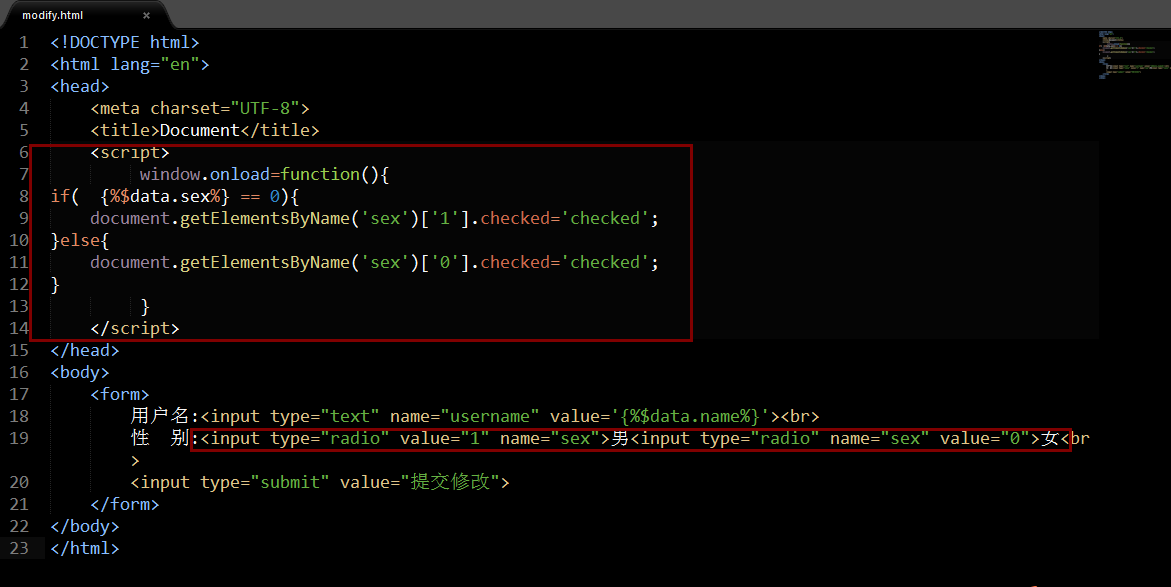 modify.html ×
1 <!DOCTYPE html>
2 <html lang="en">
3 <head>
4 <meta charset="UTF-8">
5 <title>Document</title>
6 <script>
7 window.onload=function(){
8 if( {%$data.sex%} == 0){
9 document.getElementsByName('sex')['1'].checked='checked';
10 }else{
11 document.getElementsByName('sex')['0'].checked='checked';
12 }
13 }
14 </script>
15 </head>
16 <body>
17 <form>
18 用户名:<input type="text" name="username" value='{%$data.name%}'><br>
19 性 别:<input type="radio" value="1" name="sex">男<input type="radio" name="sex" value="0">女<br
>
20 <input type="submit" value="提交修改">
21 </form>
22 </body>
23 </html>